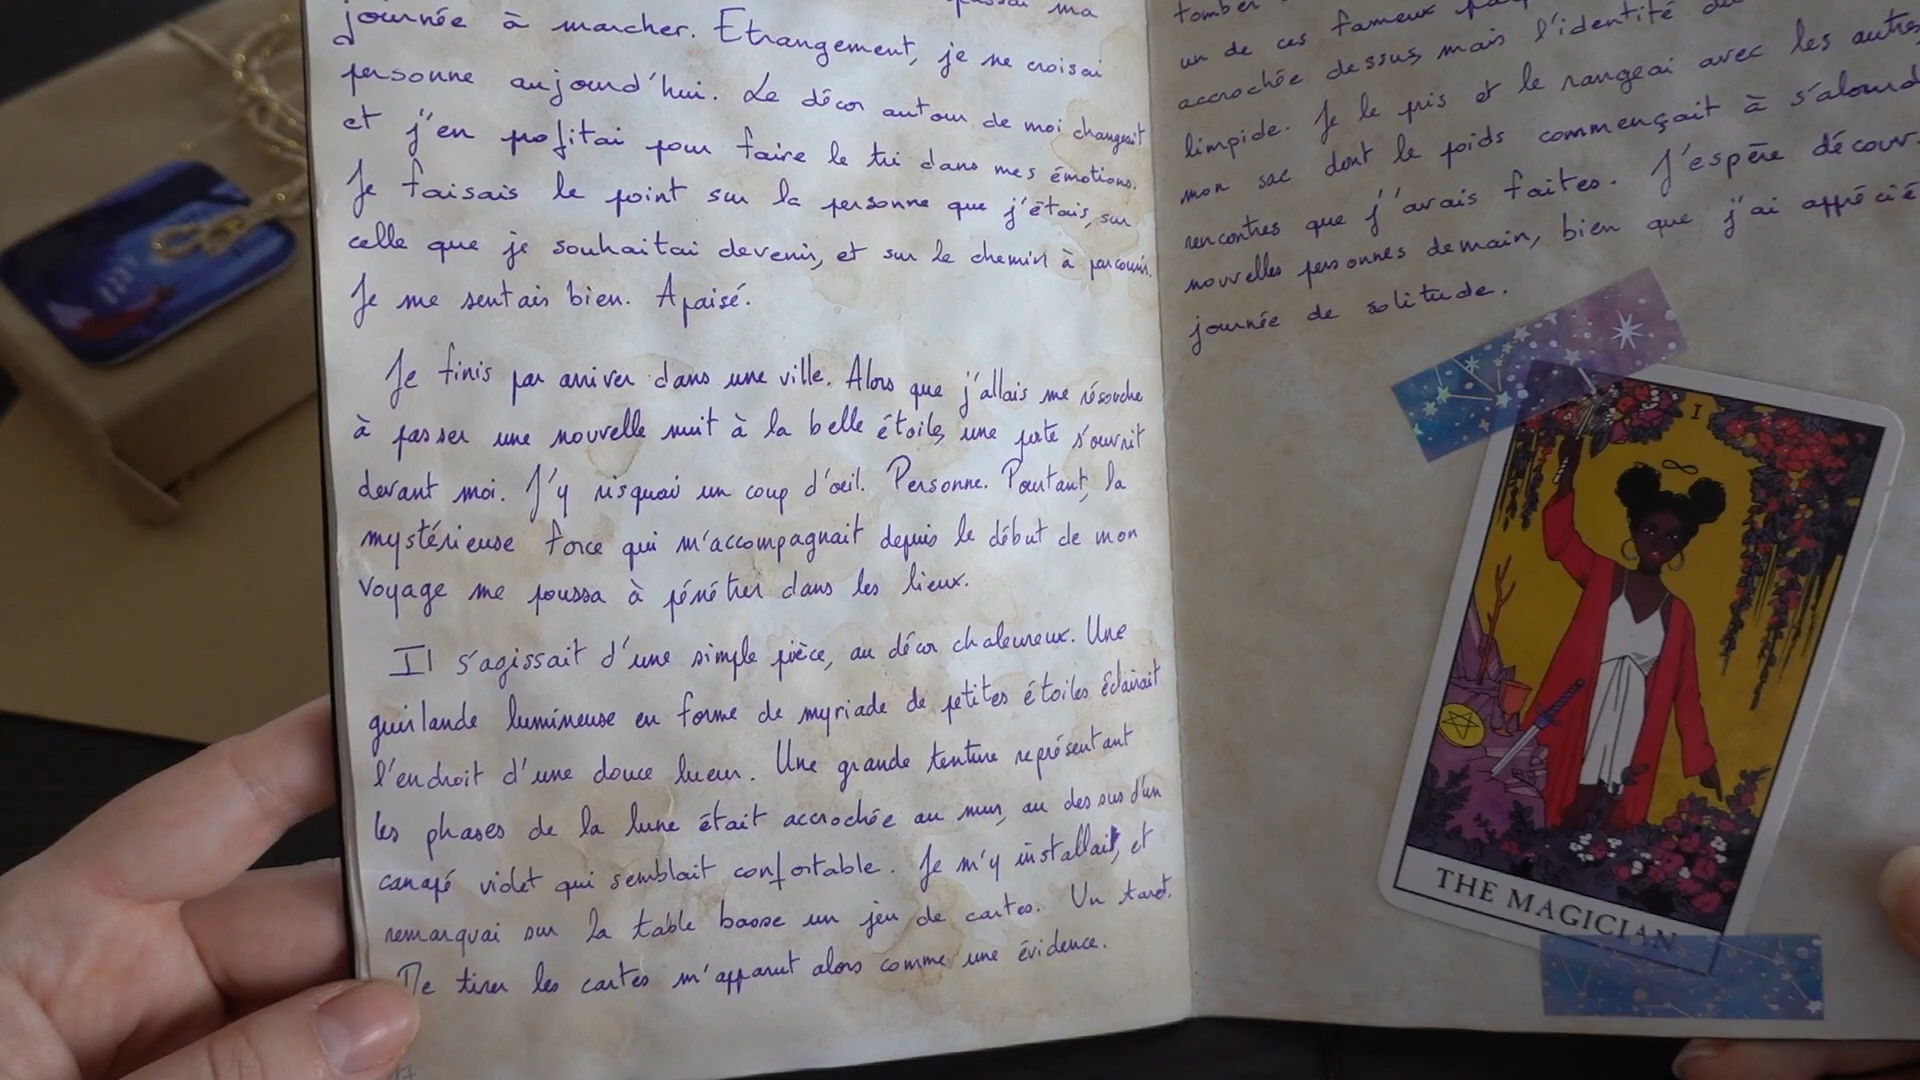 ma
journée à marcher. Etrangement, je ne croisai
personne aujourd'hui. Le décor autour de moi changeait
et j'en profitai pour faire le tri dans mes émotions.
Je faisais le point sur la personne que j'étais, sur
celle que je souhaitai devenir, et sur le chemin à parcourir.
Je me sentais bien. Apaisé.
Je finis par arriver dans une ville. Alors que j'allais me résoudre
à passer une nouvelle nuit à la belle étoile, une porte s'ouvrit
devant moi. J'y risquai un coup d'œil. Personne. Pourtant, la
mystérieuse force qui m'accompagnait depuis le début de mon
voyage me poussa à pénétrer dans les lieux.
Il s'agissait d'une simple pièce, au décor chaleureux. Une
guirlande lumineuse en forme de myriade de petites étoiles éclairait
l'endroit d'une douce lueur. Une grande tenture représentant
les phases de la lune était accrochée au mur, au dessus d'un
canapé violet qui semblait confortable. Je m'y installai, et
remarquai sur la table basse un jeu de cartes. Un tarot.
De tirer les cartes m'apparut alors comme une évidence.
17
tomber
un de ces fameux
accrochée dessus, mais l'identité
limpide. Je le pris et le rangeai avec les autres
mon sac dont le poids commençait à s'alourd
rencontres que j'avais faites. J'espère décour-
nouvelles personnes demain, bien que j'ai apprécié
journée de solitude.
I
THE MAGICIAN